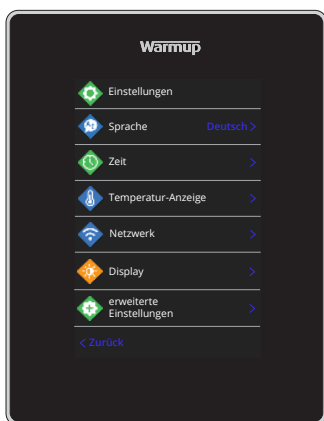 Warmup
Einstellungen
Sprache Deutsch >
Zeit >
Temperatur-Anzeige >
Netzwerk >
Display >
erweiterte
Einstellungen >
< Zurück